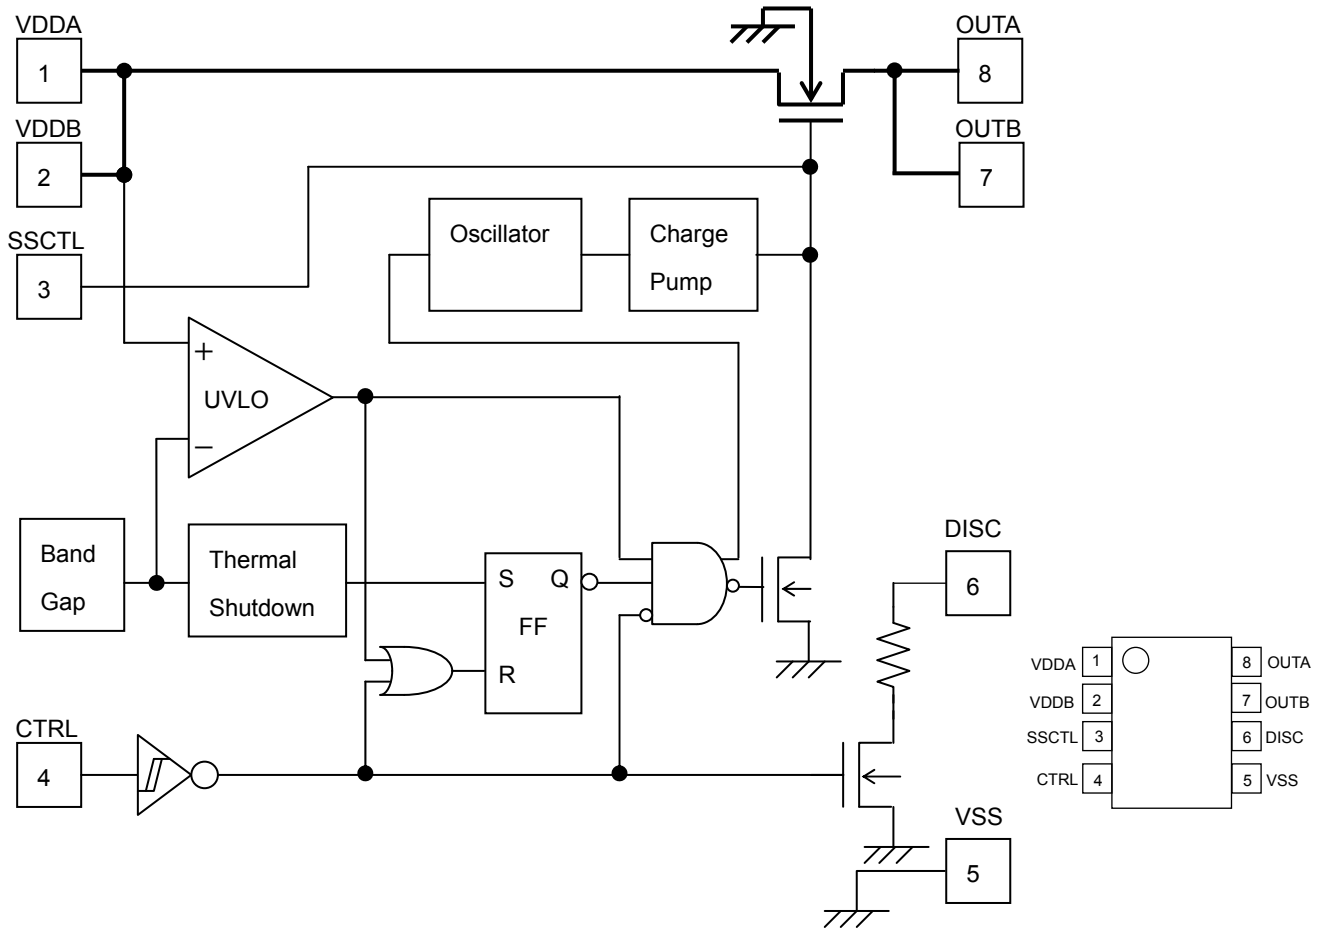 VDDA
1
VDDB
2
SSCTL
3
OUTA
8
OUTB
7
Oscillator
Charge
Pump
+
UVLO
−
Band
Gap
Thermal
Shutdown
S Q
FF
R
DISC
6
CTRL
4
VSS
5
VDDA 1
VDDB 2
SSCTL 3
CTRL 4
8 OUTA
7 OUTB
6 DISC
5 VSS